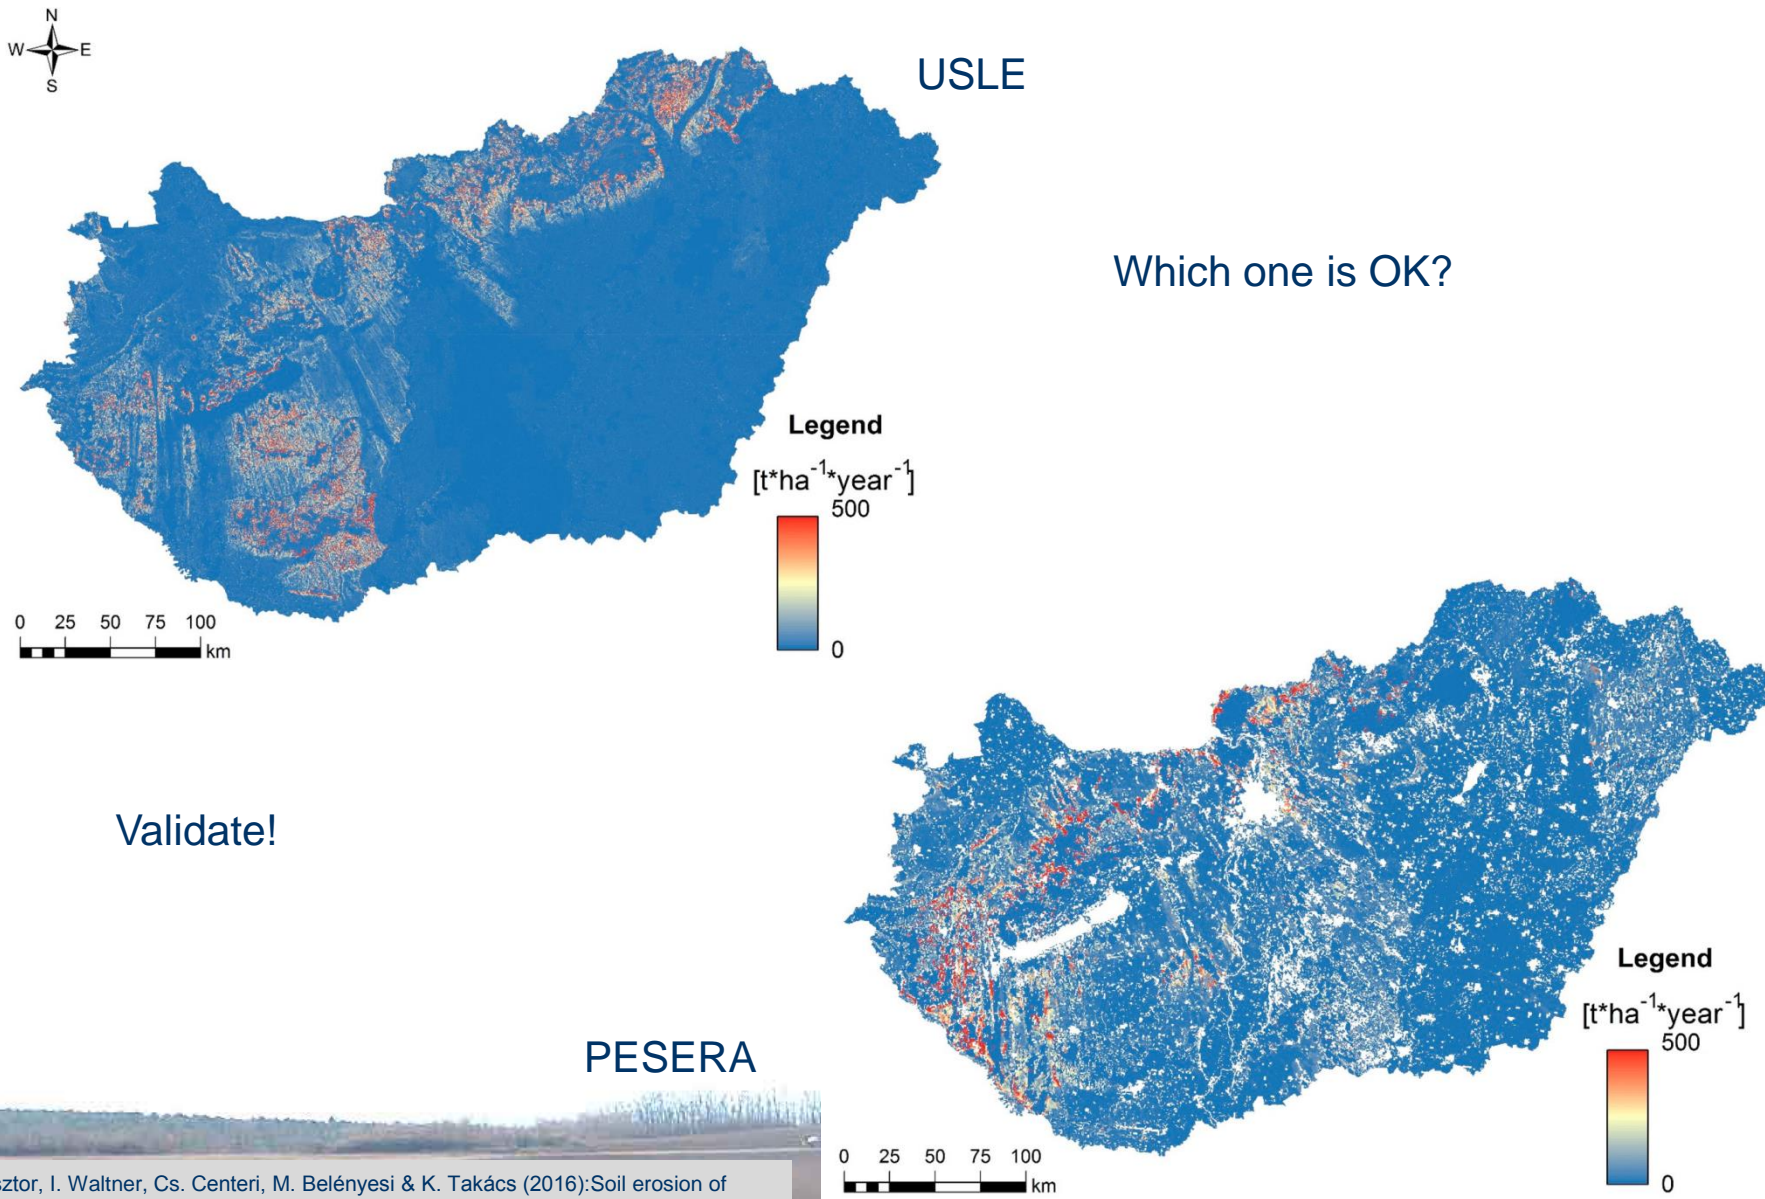 N
W E
S
USLE
Which one is OK?
Legend
[t*ha⁻¹*year⁻¹]
500
0
0 25 50 75 100
km
Validate!
PESERA
Legend
[t*ha⁻¹*year⁻¹]
500
0
0 25 50 75 100
km
I. Waltner, Cs. Centeri, M. Belényesi & K. Takács (2016):Soil erosion of